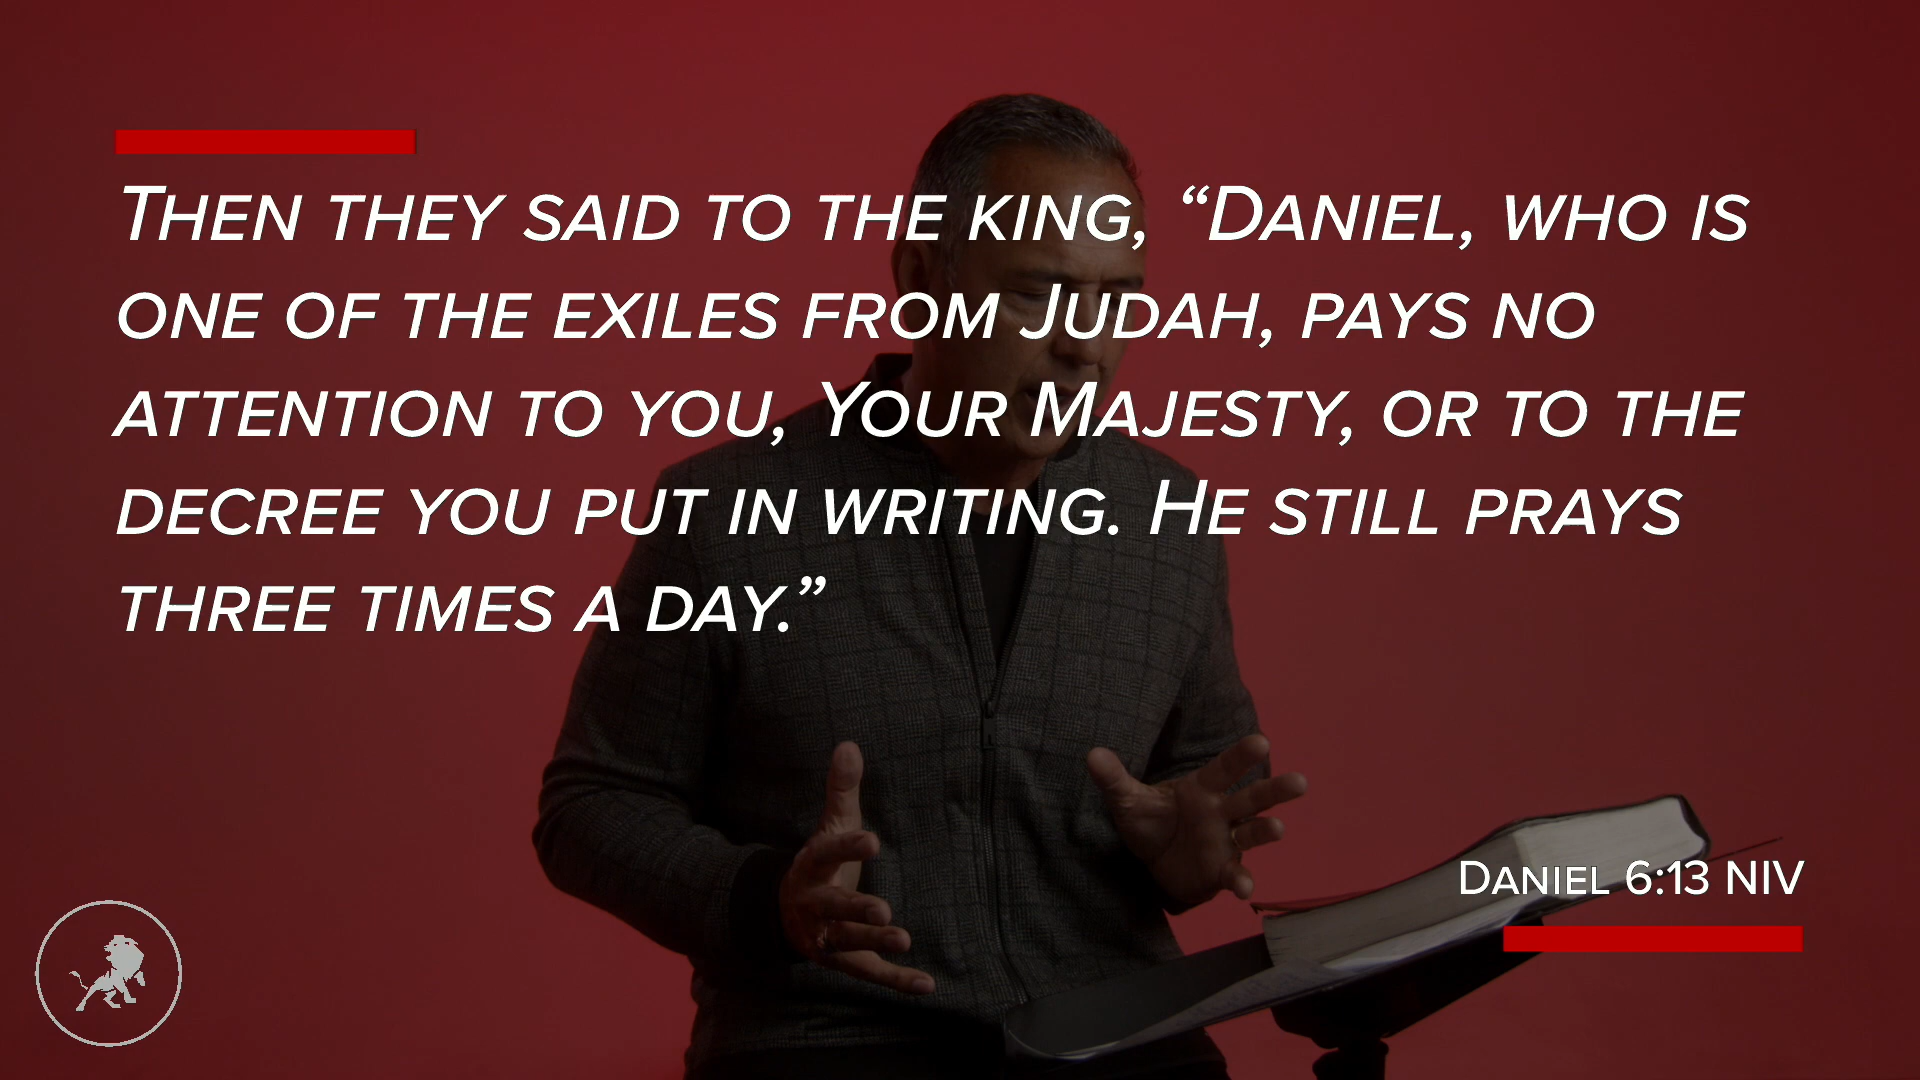 Then they said to the king, “Daniel, who is
one of the exiles from Judah, pays no
attention to you, Your Majesty, or to the
decree you put in writing. He still prays
three times a day.”
Daniel 6:13 NIV